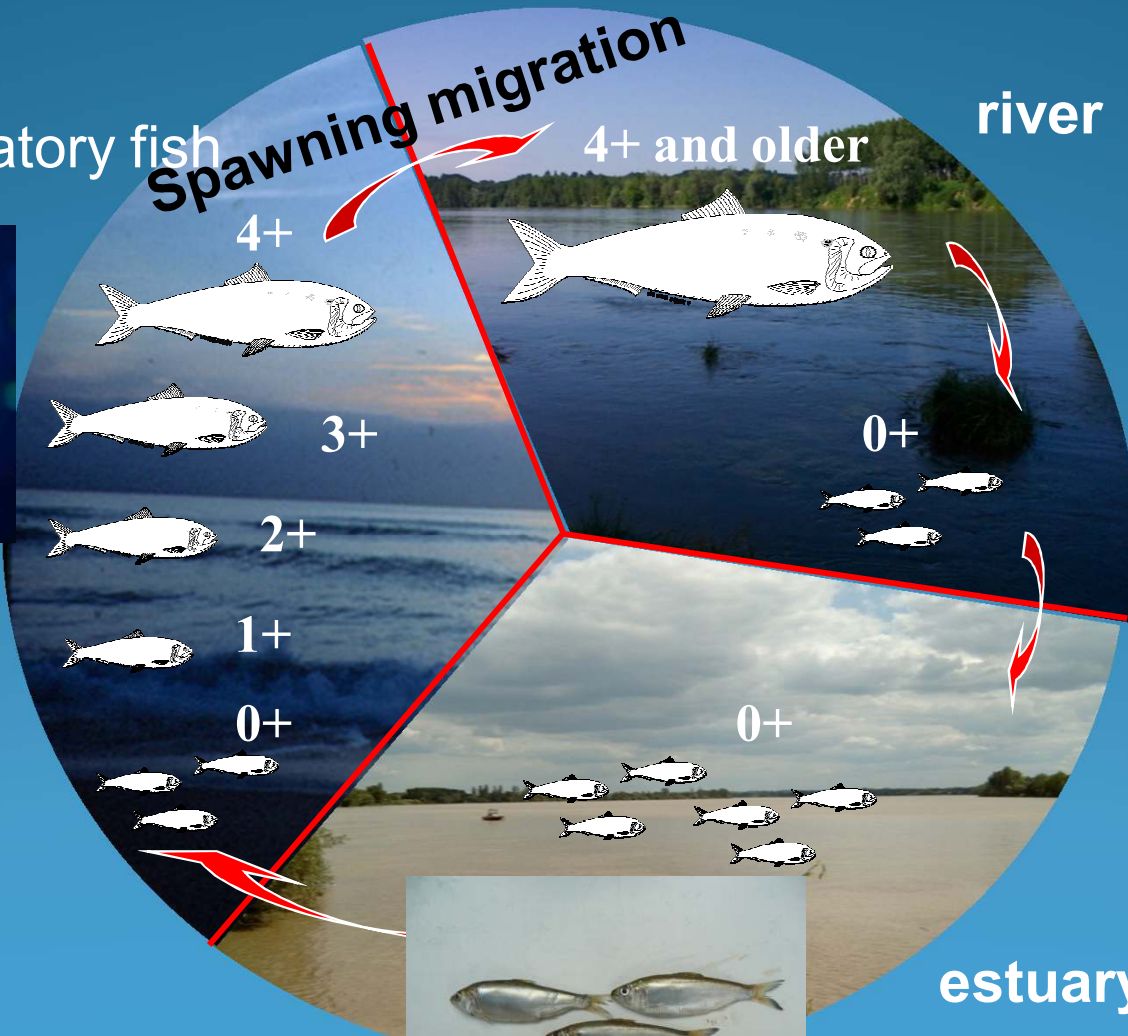 Spawning migration
river
atory fish
4+ and older
4+
3+
0+
2+
1+
0+
0+
estuary